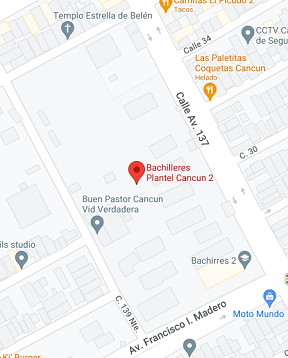 Carnitas El Picudo 2
Tacos
Templo Estrella de Belén
CCTV Ca
de Segu
Calle 34
Las Paletitas
Coquetas Cancun
Helado
Calle Av. 137
C. 30
Bachilleres
Plantel Cancun 2
Buen Pastor Cancun
Vid Verdadera
ils studio
Bachirres 2
C. 139 Nte.
Moto Mundo
Av. Francisco I. Madero
Ki' Burger